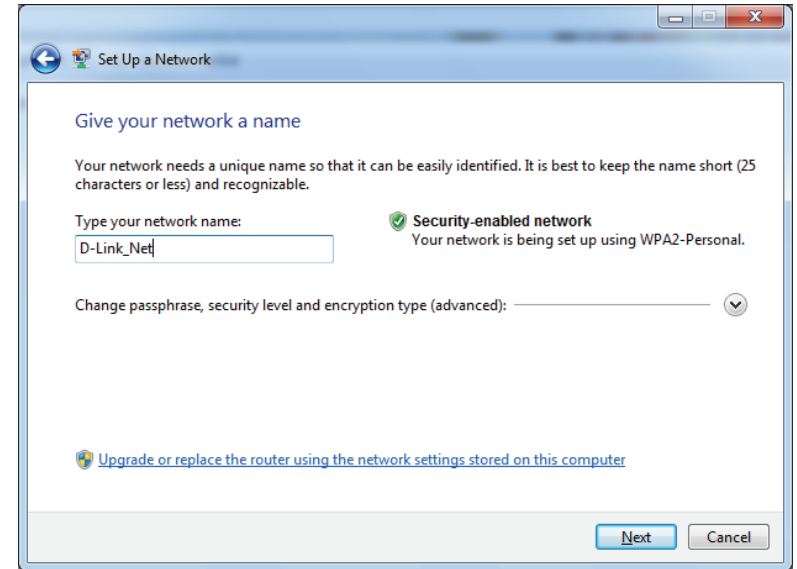 Set Up a Network
Give your network a name
Your network needs a unique name so that it can be easily identified. It is best to keep the name short (25
characters or less) and recognizable.
Type your network name:
Security-enabled network
D-Link_Net
Your network is being set up using WPA2-Personal.
Change passphrase, security level and encryption type (advanced):
Upgrade or replace the router using the network settings stored on this computer
Next
Cancel